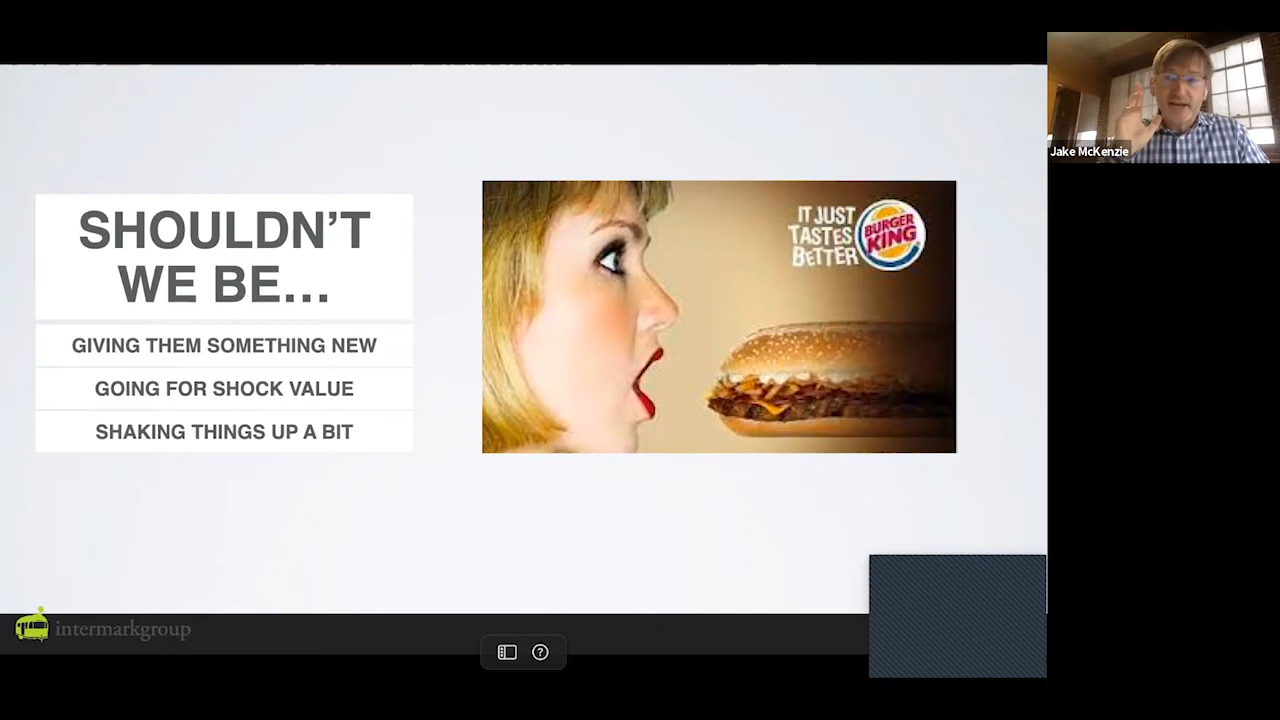 SHOULDN'T
WE BE...
GIVING THEM SOMETHING NEW
GOING FOR SHOCK VALUE
SHAKING THINGS UP A BIT
IT JUST
TASTES
BETTER
BURGER
KING
Jake McKenzie
intermarkgroup
?